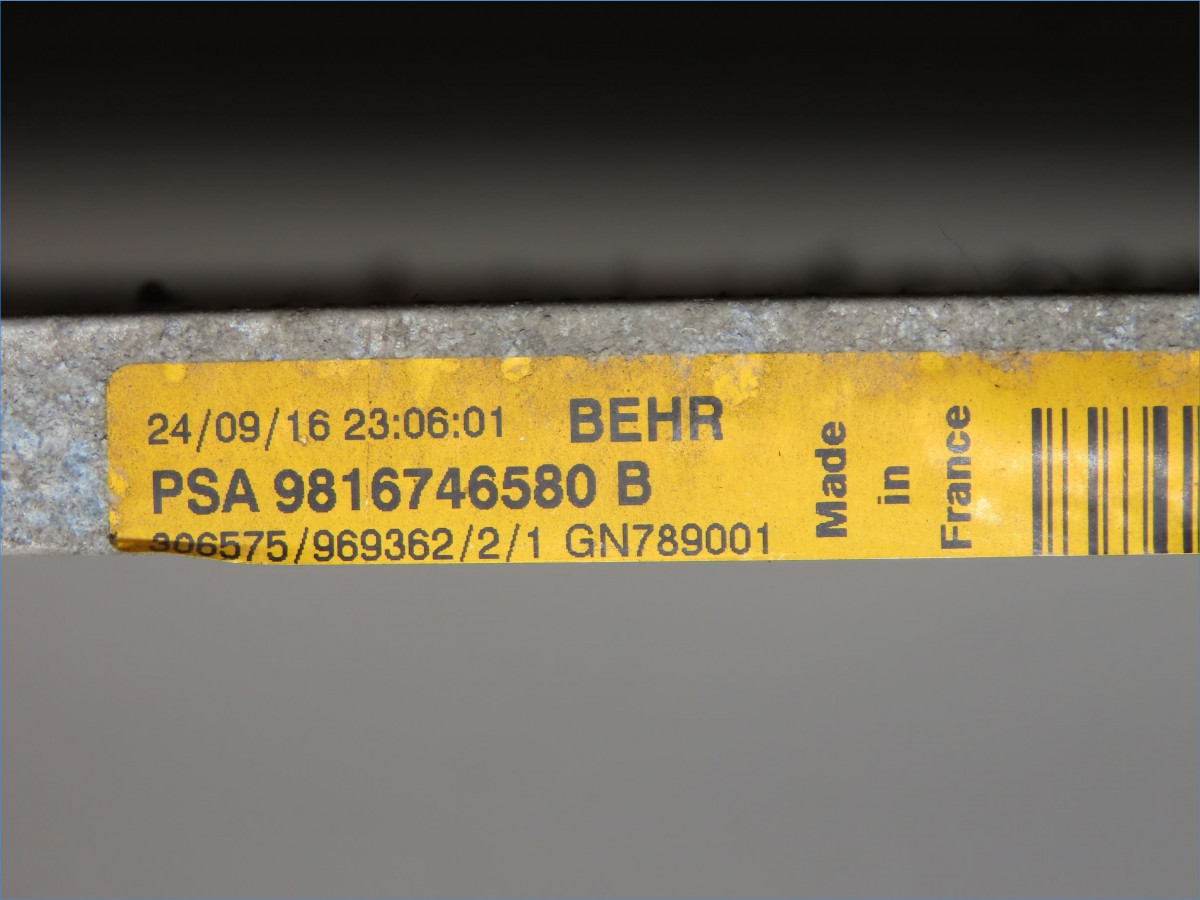 24/09/16 23:06:01 BEHR
PSA 9816746580 B
306575/969362/2/1 GN789001
Made
in
France